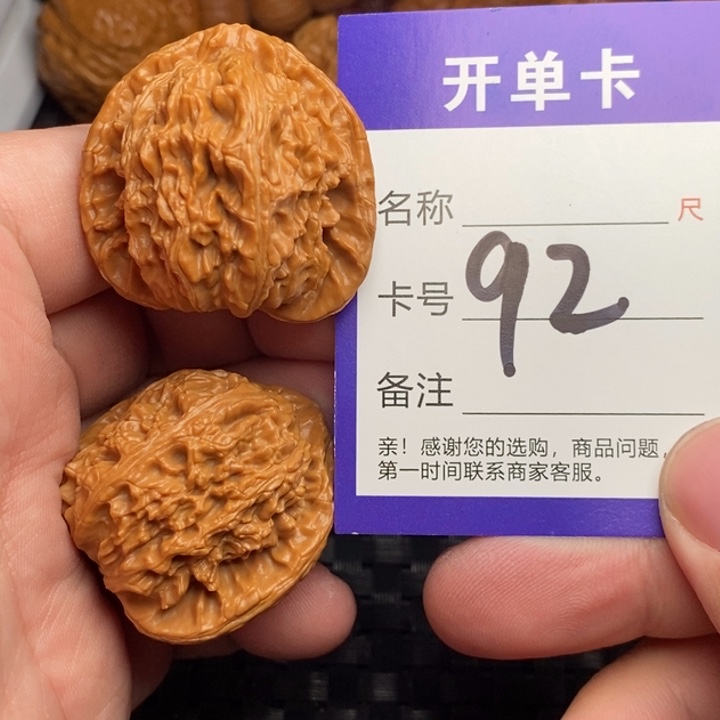 开单卡
名称 尺
卡号 92
备注
亲！感谢您的选购，商品问题，
第一时间联系商家客服。